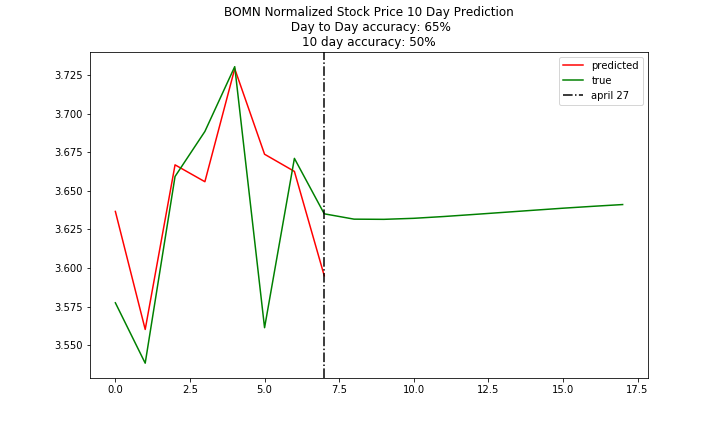 BOMN Normalized Stock Price 10 Day Prediction
Day to Day accuracy: 65%
10 day accuracy: 50%
predicted
true
april 27
3.725
3.700
3.675
3.650
3.625
3.600
3.575
3.550
0.0 2.5 5.0 7.5 10.0 12.5 15.0 17.5